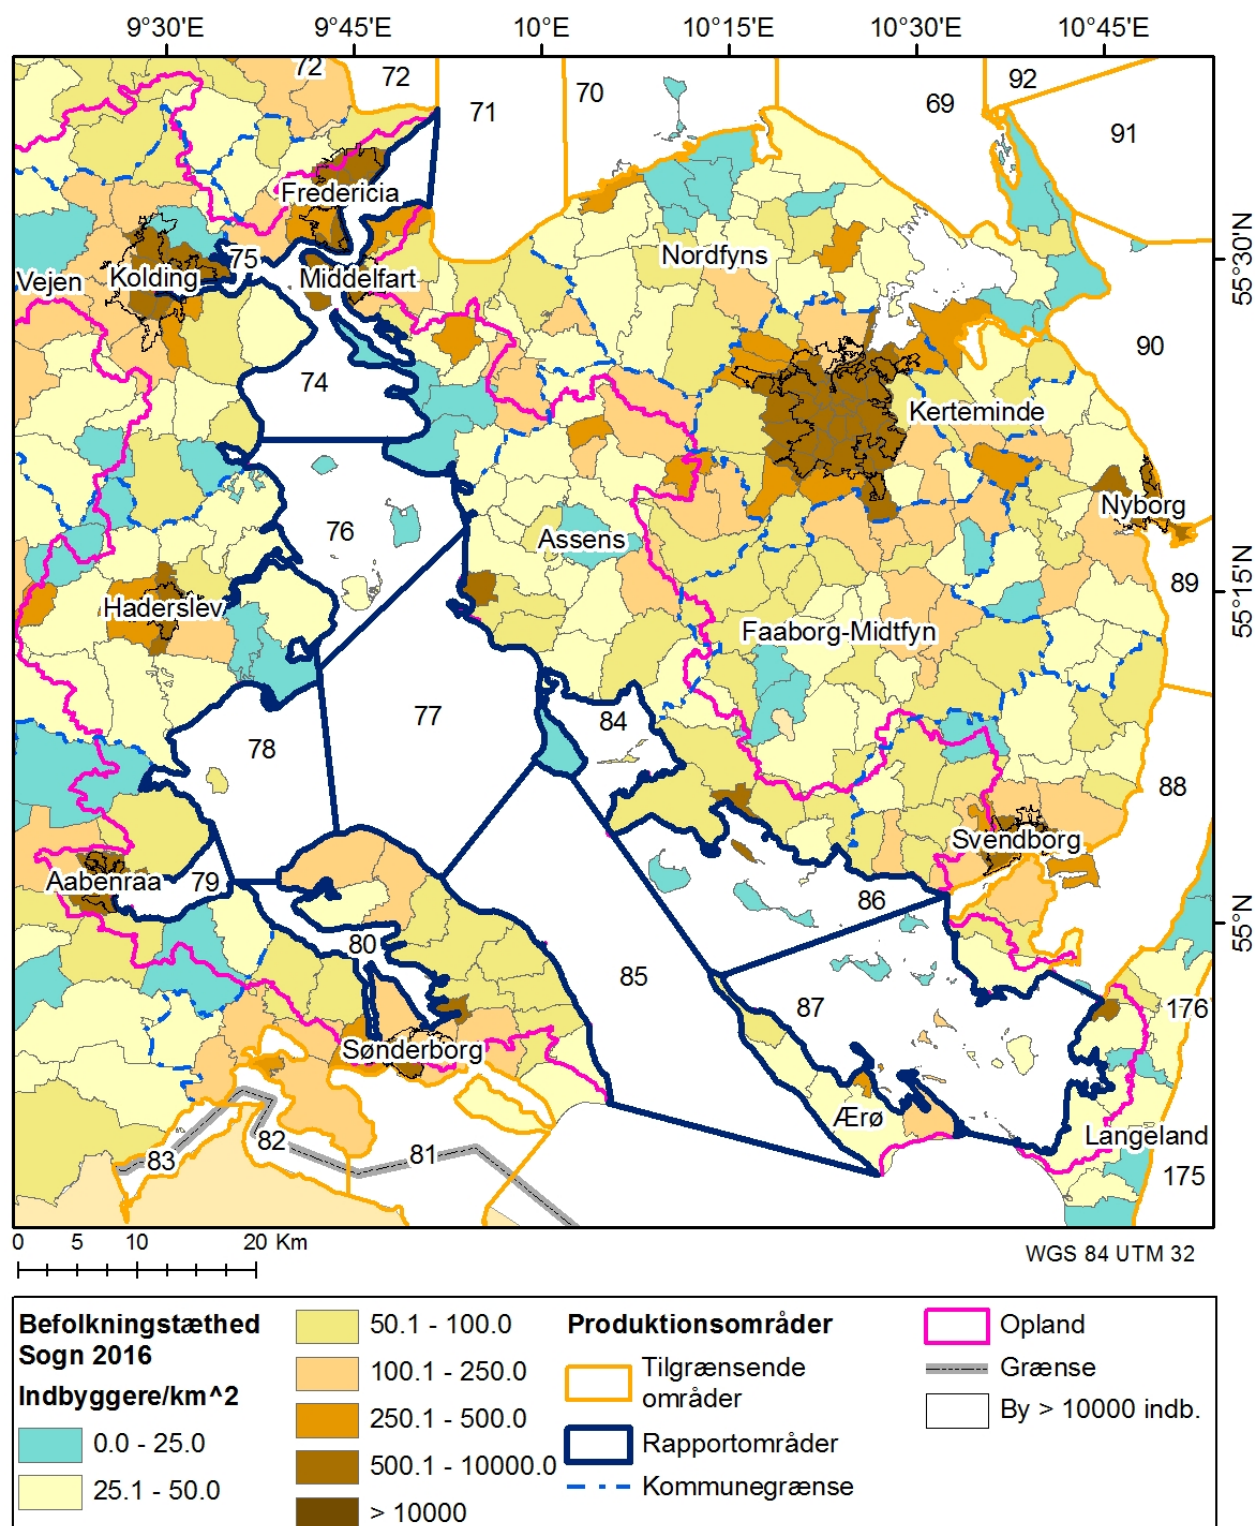 9°30'E 9°45'E 10°E 10°15'E 10°30'E 10°45'E
72 72 71 70 69 92 91
Fredericia
Nordfyns
75
Vejen Kolding Middelfart
55°30'N
90
74
Kerteminde
76
Assens
Nyborg
89
55°15'N
Haderslev
Faaborg-Midtfyn
77
84
78
88
Svendborg
Aabenraa 79
86
55°N
80
85
87
176
Sønderborg
Ærø
Langeland
83 82 81
175
0 5 10 20 Km
WGS 84 UTM 32
Befolkningstæthed
Sogn 2016
Indbyggere/km^2
0.0 - 25.0
25.1 - 50.0
50.1 - 100.0
100.1 - 250.0
250.1 - 500.0
500.1 - 10000.0
> 10000
Produktionsområder
Tilgrænsende
områder
Rapportområder
Kommunegrænse
Opland
Grænse
By > 10000 indb.